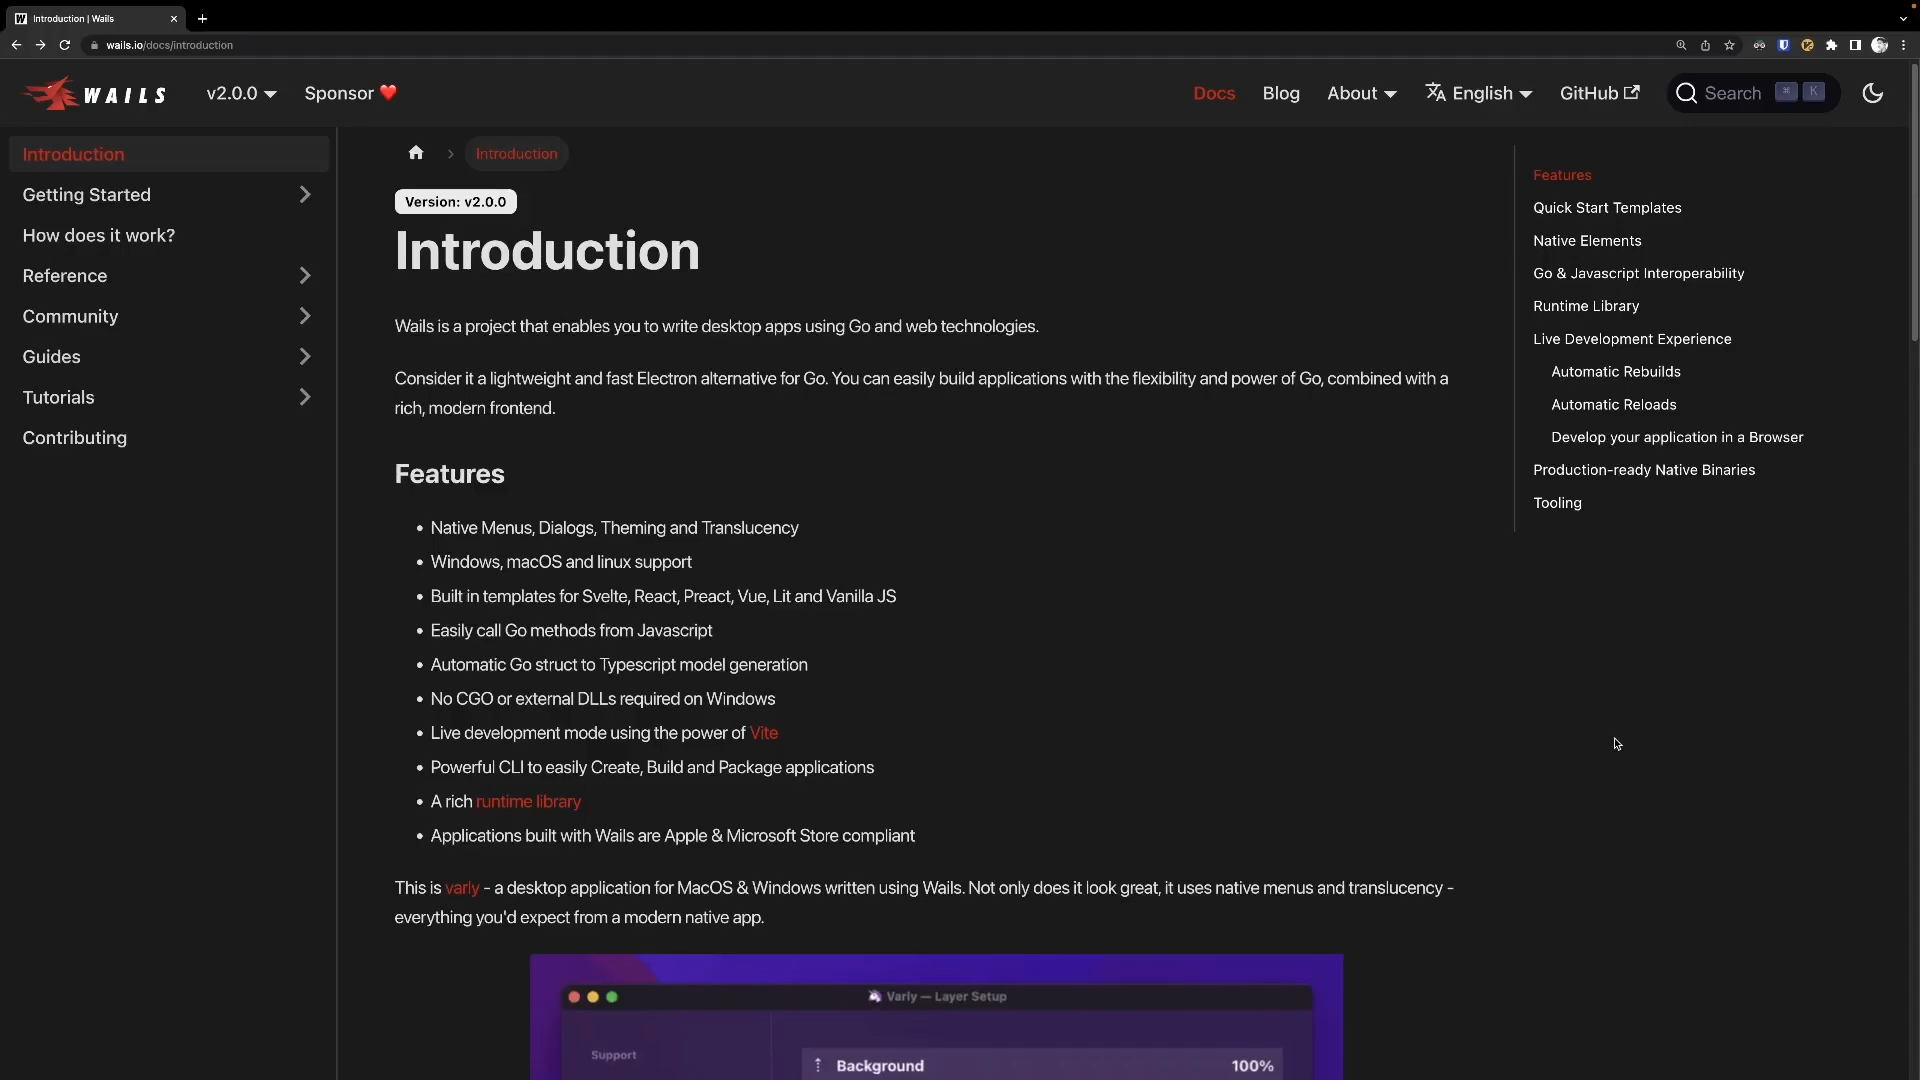 Introduction | Wails
wails.io/docs/introduction
WAILS
v2.0.0
Sponsor
Docs
Blog
About
English
GitHub
Search
⌘ K
Introduction
Getting Started
How does it work?
Reference
Community
Guides
Tutorials
Contributing
Introduction
Version: v2.0.0
Introduction
Wails is a project that enables you to write desktop apps using Go and web technologies.
Consider it a lightweight and fast Electron alternative for Go. You can easily build applications with the flexibility and power of Go, combined with a
rich, modern frontend.
Features
Native Menus, Dialogs, Theming and Translucency
Windows, macOS and linux support
Built in templates for Svelte, React, Preact, Vue, Lit and Vanilla JS
Easily call Go methods from Javascript
Automatic Go struct to Typescript model generation
No CGO or external DLLs required on Windows
Live development mode using the power of Vite
Powerful CLI to easily Create, Build and Package applications
A rich runtime library
Applications built with Wails are Apple & Microsoft Store compliant
This is varly - a desktop application for MacOS & Windows written using Wails. Not only does it look great, it uses native menus and translucency -
everything you'd expect from a modern native app.
Varly — Layer Setup
Support
Background
100%
Features
Quick Start Templates
Native Elements
Go & Javascript Interoperability
Runtime Library
Live Development Experience
Automatic Rebuilds
Automatic Reloads
Develop your application in a Browser
Production-ready Native Binaries
Tooling